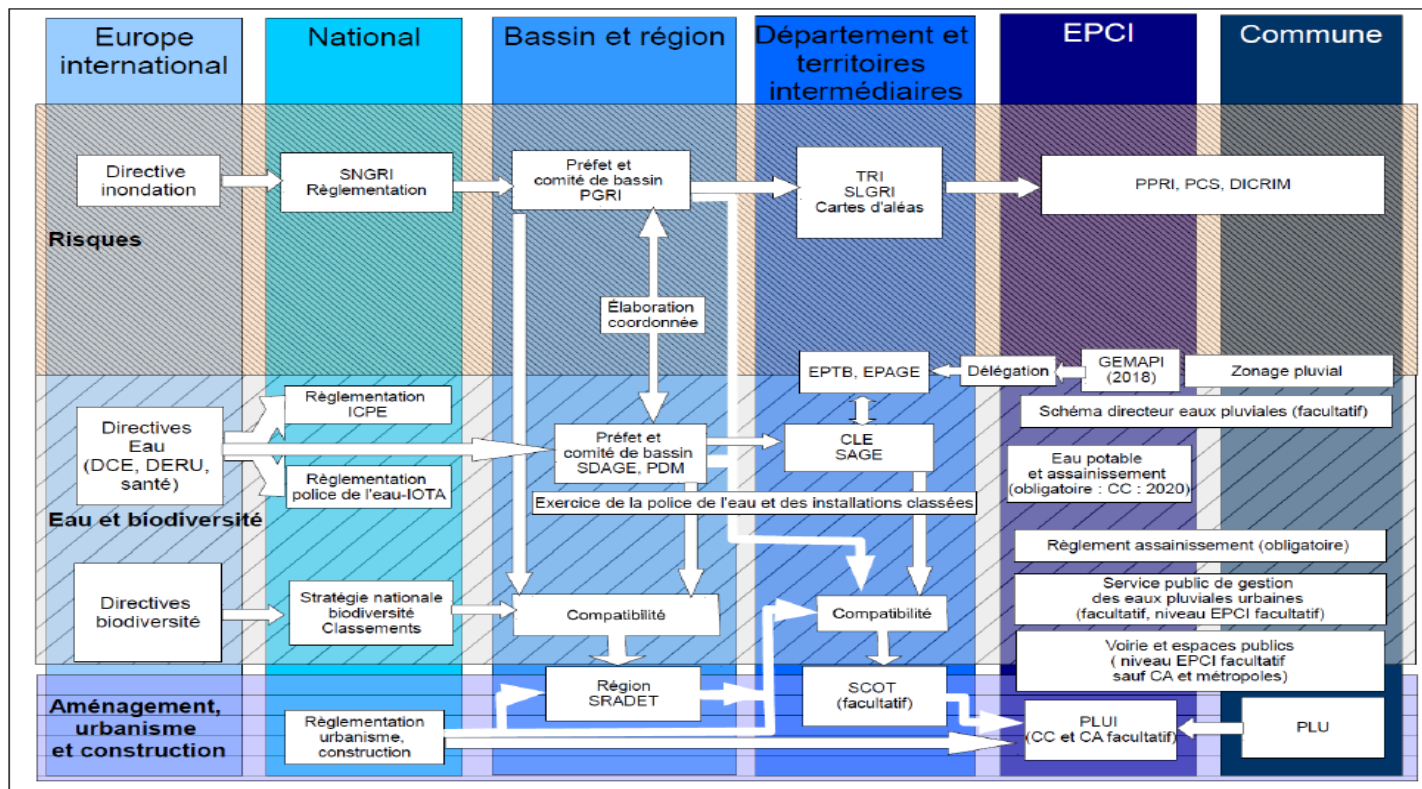 Europe
international
National
Bassin et région
Département et
territoires
intermédiaires
EPCI
Commune
Directive
inondation
SNGRI
Règlementation
Préfet et
comité de bassin
PGRI
TRI
SLGRI
Cartes d'aléas
PPRI, PCS, DICRIM
Risques
Élaboration
coordonnée
EPTB, EPAGE
Délégation
GEMAPI
(2018)
Zonage pluvial
Règlementation
ICPE
Schéma directeur eaux pluviales (facultatif)
Directives
Eau
(DCE, DERU,
santé)
Préfet et
comité de bassin
SDAGE, PDM
CLE
SAGE
Eau potable
et assainissement
(obligatoire : CC : 2020)
Règlementation
police de l'eau-IOTA
Exercice de la police de l'eau et des installations classées
Eau et biodiversité
Règlement assainissement (obligatoire)
Directives
biodiversité
Stratégie nationale
biodiversité
Classements
Compatibilité
Compatibilité
Service public de gestion
des eaux pluviales urbaines
(facultatif, niveau EPCI facultatif)
Voirie et espaces publics
( niveau EPCI facultatif
sauf CA et métropoles)
Aménagement,
urbanisme
et construction
Région
SRADET
SCOT
(facultatif)
Règlementation
urbanisme,
construction
PLUI
(CC et CA facultatif)
PLU